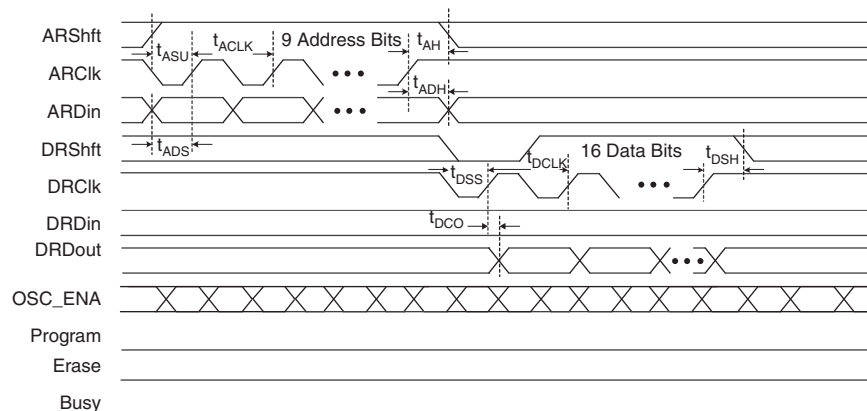 ARShft
tASU
tACLK
9 Address Bits
tAH
ARClk
tADH
ARDin
tADS
DRShft
tDCLK
16 Data Bits
tDSH
tDSS
DRClk
DRDin
tDCO
DRDout
OSC_ENA
Program
Erase
Busy